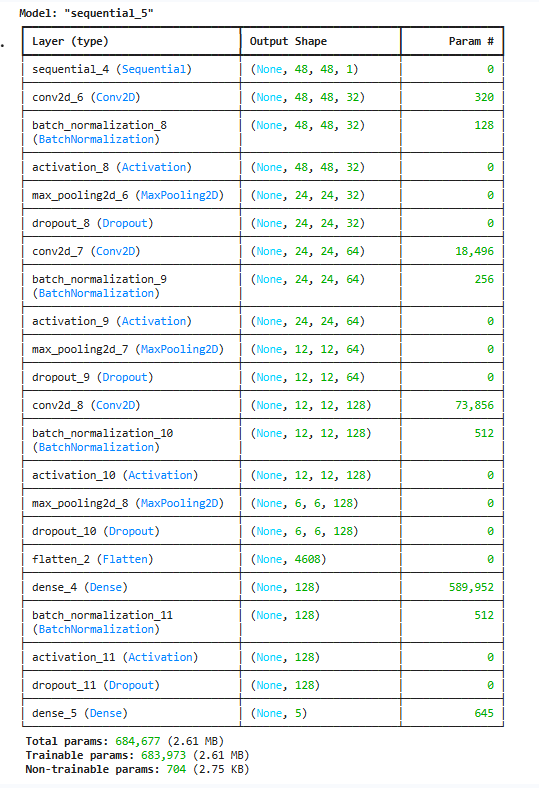 Model: "sequential_5"
Layer (type) Output Shape Param #
sequential_4 (Sequential) (None, 48, 48, 1) 0
conv2d_6 (Conv2D) (None, 48, 48, 32) 320
batch_normalization_8 (None, 48, 48, 32) 128
(BatchNormalization)
activation_8 (Activation) (None, 48, 48, 32) 0
max_pooling2d_6 (MaxPooling2D) (None, 24, 24, 32) 0
dropout_8 (Dropout) (None, 24, 24, 32) 0
conv2d_7 (Conv2D) (None, 24, 24, 64) 18,496
batch_normalization_9 (None, 24, 24, 64) 256
(BatchNormalization)
activation_9 (Activation) (None, 24, 24, 64) 0
max_pooling2d_7 (MaxPooling2D) (None, 12, 12, 64) 0
dropout_9 (Dropout) (None, 12, 12, 64) 0
conv2d_8 (Conv2D) (None, 12, 12, 128) 73,856
batch_normalization_10 (None, 12, 12, 128) 512
(BatchNormalization)
activation_10 (Activation) (None, 12, 12, 128) 0
max_pooling2d_8 (MaxPooling2D) (None, 6, 6, 128) 0
dropout_10 (Dropout) (None, 6, 6, 128) 0
flatten_2 (Flatten) (None, 4608) 0
dense_4 (Dense) (None, 128) 589,952
batch_normalization_11 (None, 128) 512
(BatchNormalization)
activation_11 (Activation) (None, 128) 0
dropout_11 (Dropout) (None, 128) 0
dense_5 (Dense) (None, 5) 645
Total params: 684,677 (2.61 MB)
Trainable params: 683,973 (2.61 MB)
Non-trainable params: 704 (2.75 KB)